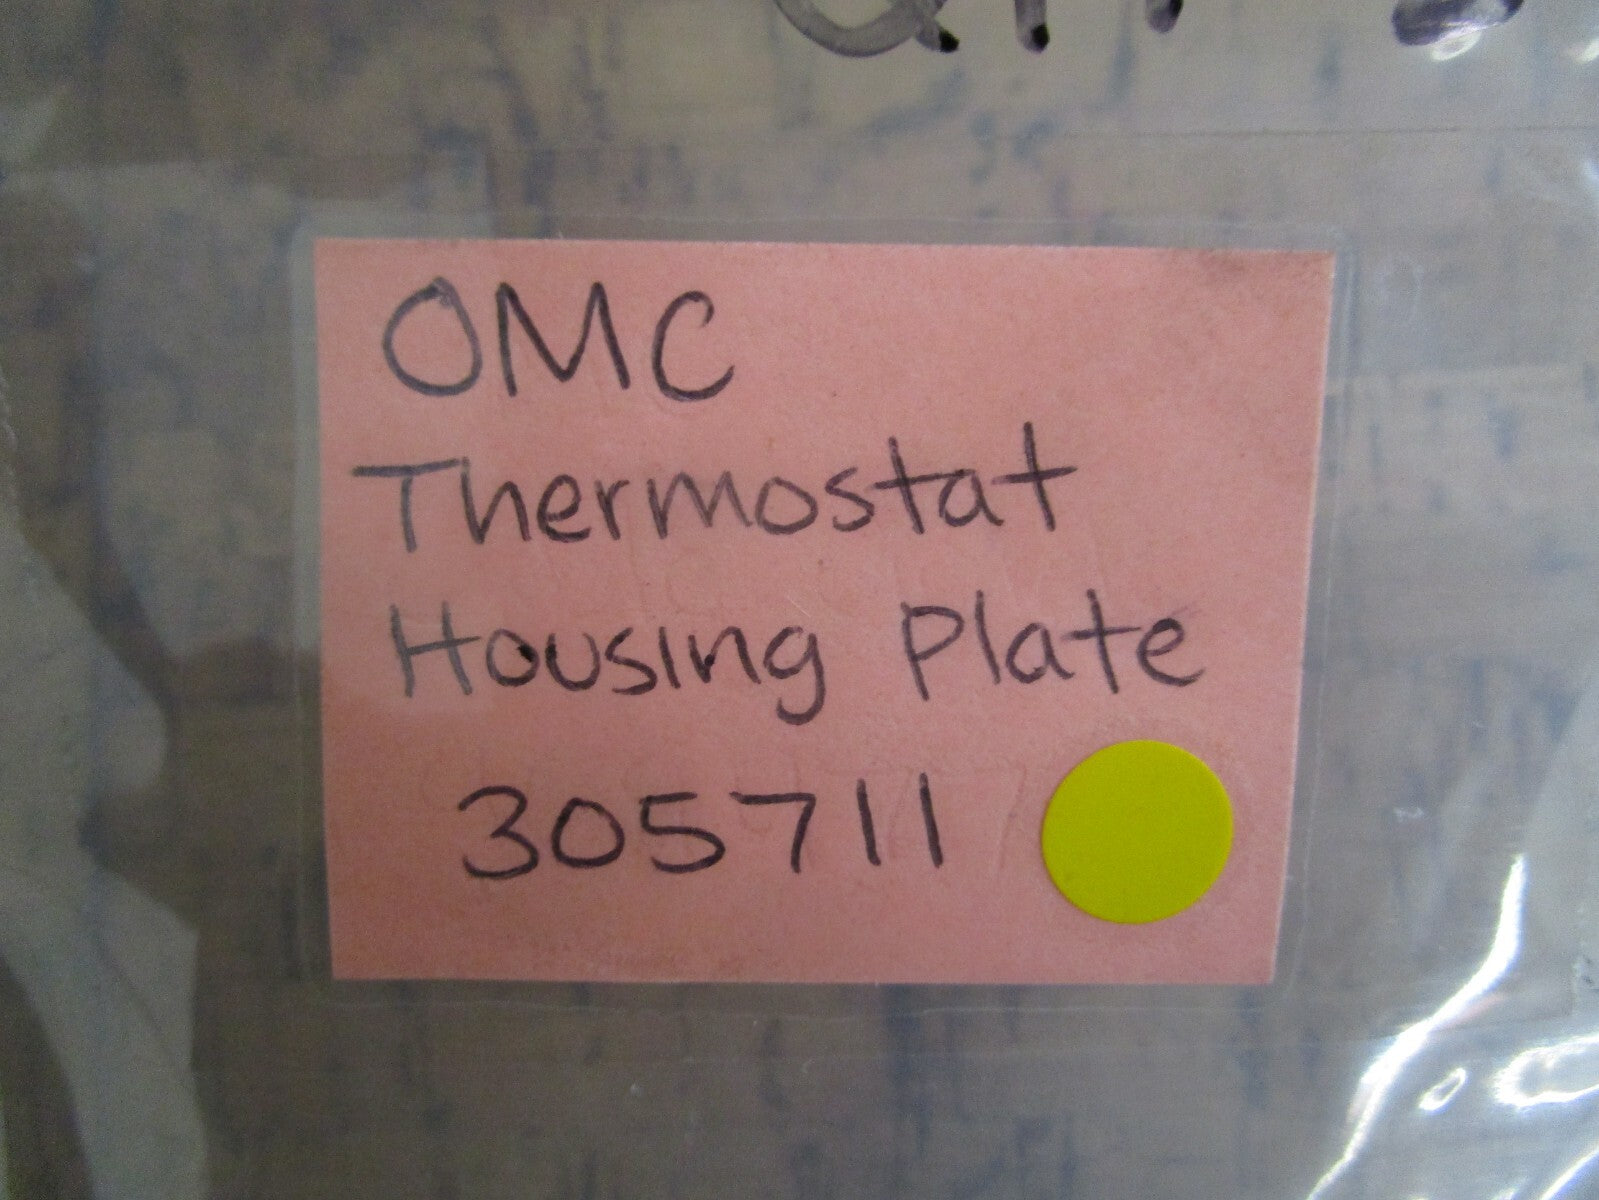 OMC
Thermostat
Housing Plate
305711